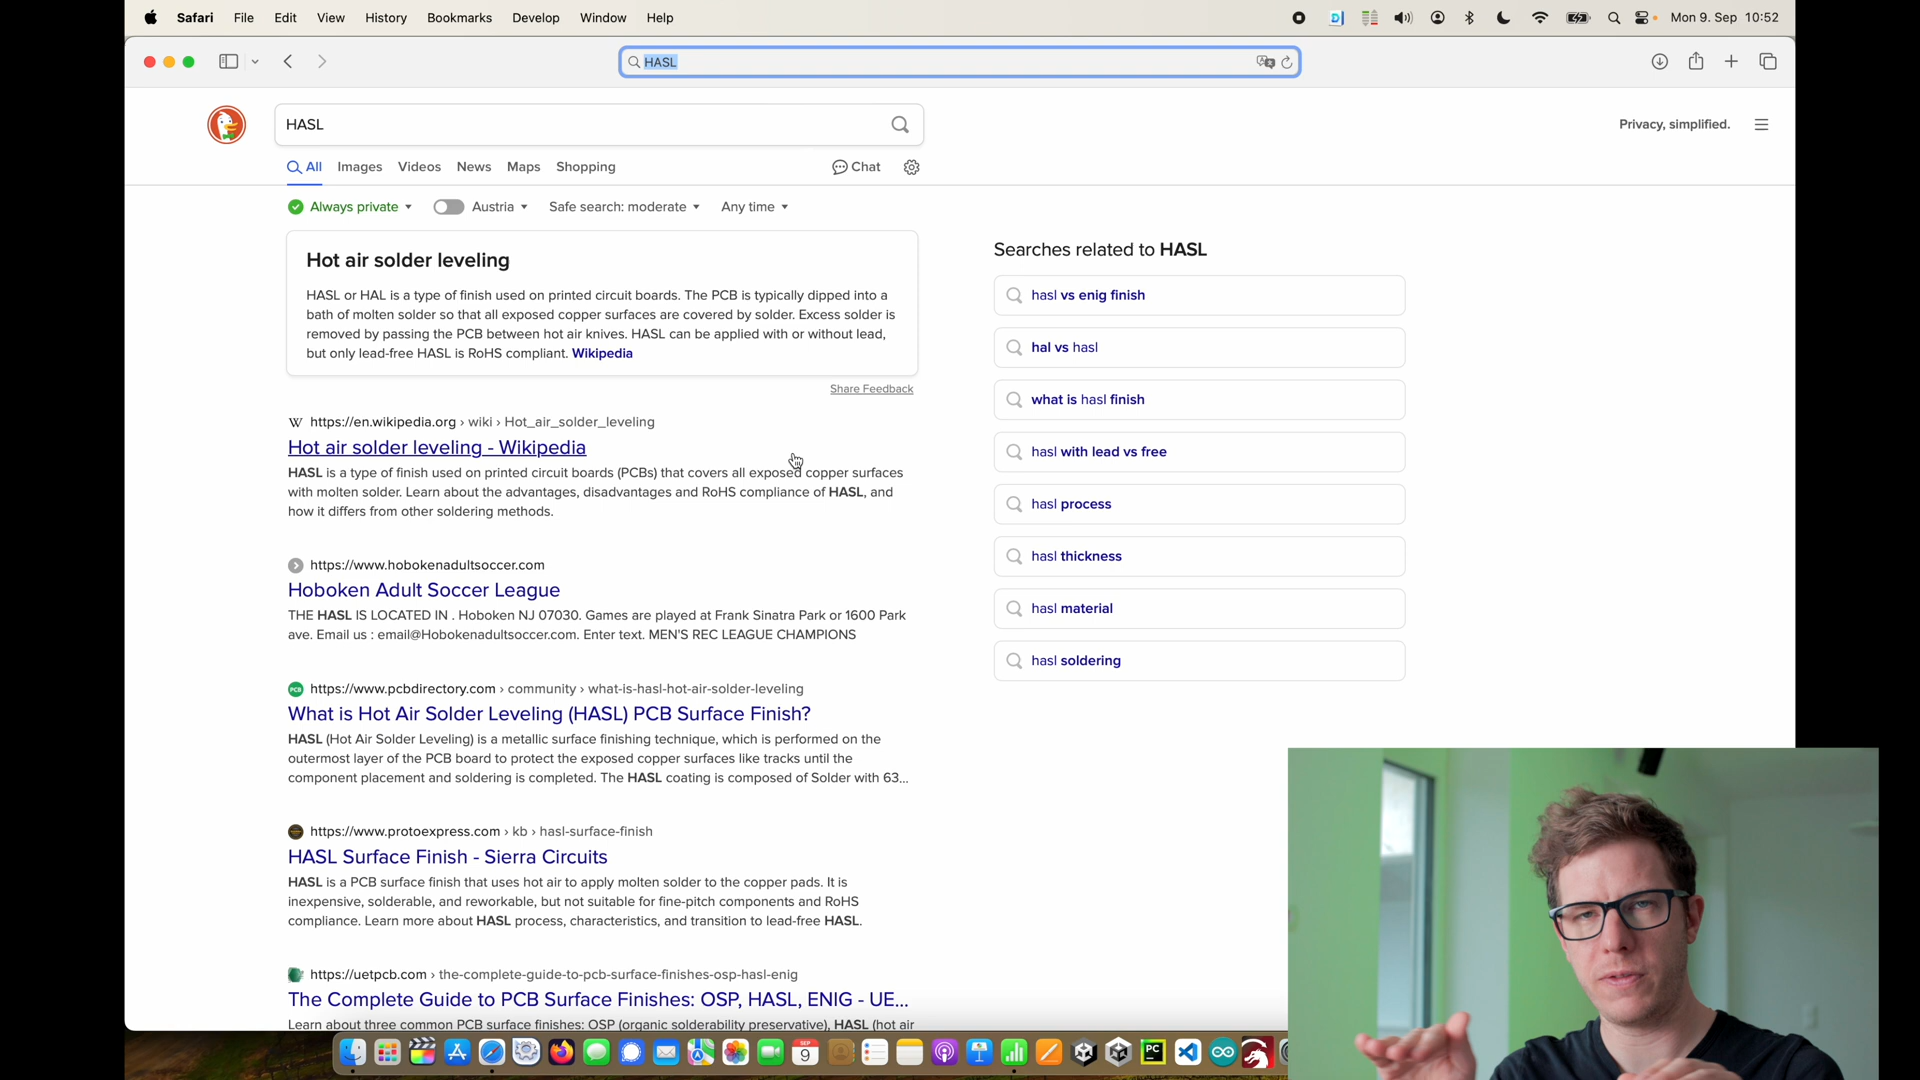 Safari File Edit View History Bookmarks Develop Window Help Mon 9. Sep 10:52
HASL
HASL
Privacy, simplified.
All Images Videos News Maps Shopping Chat
Always private Austria Safe search: moderate Any time
Hot air solder leveling
HASL or HAL is a type of finish used on printed circuit boards. The PCB is typically dipped into a
bath of molten solder so that all exposed copper surfaces are covered by solder. Excess solder is
removed by passing the PCB between hot air knives. HASL can be applied with or without lead,
but only lead-free HASL is RoHS compliant. Wikipedia
Share Feedback
W https://en.wikipedia.org › wiki › Hot_air_solder_leveling
Hot air solder leveling - Wikipedia
HASL is a type of finish used on printed circuit boards (PCBs) that covers all exposed copper surfaces
with molten solder. Learn about the advantages, disadvantages and RoHS compliance of HASL, and
how it differs from other soldering methods.
https://www.hobokenadultsoccer.com
Hoboken Adult Soccer League
THE HASL IS LOCATED IN . Hoboken NJ 07030. Games are played at Frank Sinatra Park or 1600 Park
ave. Email us : email@Hobokenadultsoccer.com. Enter text. MEN'S REC LEAGUE CHAMPIONS
PCB https://www.pcbdirectory.com › community › what-is-hasl-hot-air-solder-leveling
What is Hot Air Solder Leveling (HASL) PCB Surface Finish?
HASL (Hot Air Solder Leveling) is a metallic surface finishing technique, which is performed on the
outermost layer of the PCB board to protect the exposed copper surfaces like tracks until the
component placement and soldering is completed. The HASL coating is composed of Solder with 63...
https://www.protoexpress.com › kb › hasl-surface-finish
HASL Surface Finish - Sierra Circuits
HASL is a PCB surface finish that uses hot air to apply molten solder to the copper pads. It is
inexpensive, solderable, and reworkable, but not suitable for fine-pitch components and RoHS
compliance. Learn more about HASL process, characteristics, and transition to lead-free HASL.
https://uetpcb.com › the-complete-guide-to-pcb-surface-finishes-osp-hasl-enig
The Complete Guide to PCB Surface Finishes: OSP, HASL, ENIG - UE...
Learn about three common PCB surface finishes: OSP (organic solderability preservative), HASL (hot air
Searches related to HASL
hasl vs enig finish
hal vs hasl
what is hasl finish
hasl with lead vs free
hasl process
hasl thickness
hasl material
hasl soldering
SEP
9
PC